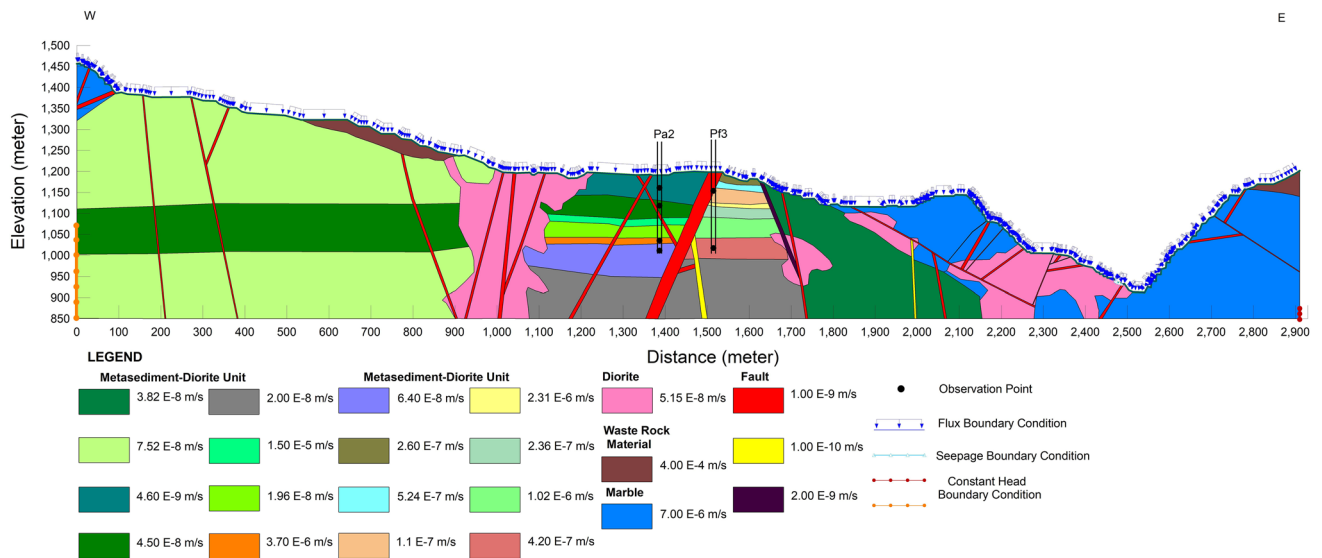 W E
1,500
1,450
1,400
1,350
1,300
1,250
1,200
1,150
1,100
1,050
1,000
950
900
850
Elevation (meter)
Pa2 Pf3
0 100 200 300 400 500 600 700 800 900 1,000 1,100 1,200 1,300 1,400 1,500 1,600 1,700 1,800 1,900 2,000 2,100 2,200 2,300 2,400 2,500 2,600 2,700 2,800 2,900
Distance (meter)
LEGEND
Metasediment-Diorite Unit Metasediment-Diorite Unit Diorite Fault
3.82 E-8 m/s 2.00 E-8 m/s 6.40 E-8 m/s 2.31 E-6 m/s 5.15 E-8 m/s 1.00 E-9 m/s Observation Point
Waste Rock
Material
7.52 E-8 m/s 1.50 E-5 m/s 2.60 E-7 m/s 2.36 E-7 m/s 4.00 E-4 m/s 1.00 E-10 m/s Flux Boundary Condition
Seepage Boundary Condition
Marble
4.60 E-9 m/s 1.96 E-8 m/s 5.24 E-7 m/s 1.02 E-6 m/s 7.00 E-6 m/s 2.00 E-9 m/s Constant Head
Boundary Condition
4.50 E-8 m/s 3.70 E-6 m/s 1.1 E-7 m/s 4.20 E-7 m/s